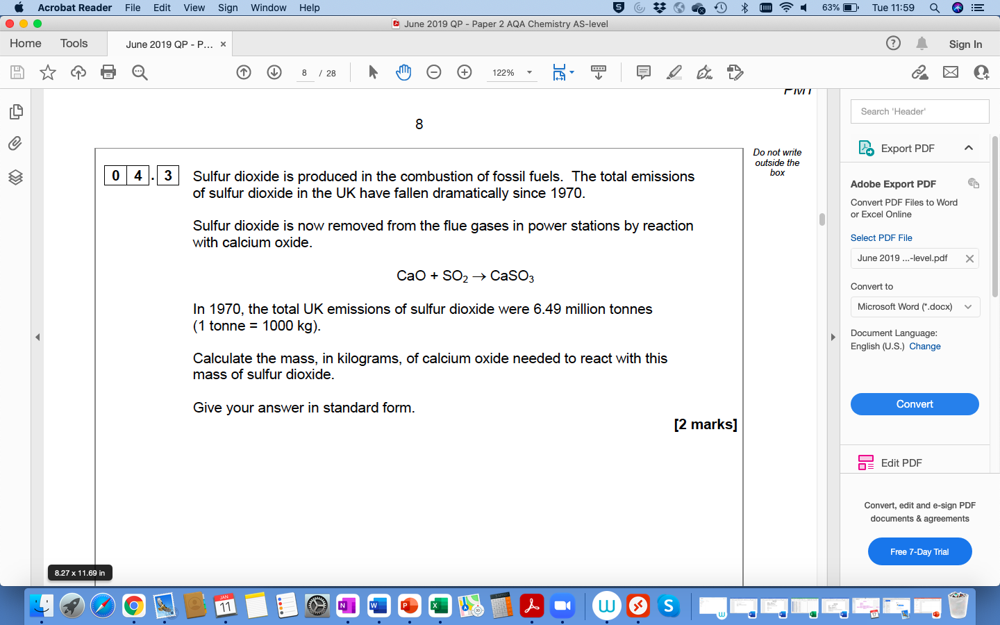 Acrobat Reader File Edit View Sign Window Help
63% Tue 11:59
June 2019 QP - Paper 2 AQA Chemistry AS-level
Home Tools June 2019 QP - P... × Sign In
8 / 28 122%
PMT
8
Do not write
outside the
box
0 4 . 3 Sulfur dioxide is produced in the combustion of fossil fuels. The total emissions
of sulfur dioxide in the UK have fallen dramatically since 1970.
Sulfur dioxide is now removed from the flue gases in power stations by reaction
with calcium oxide.
CaO + SO₂ → CaSO₃
In 1970, the total UK emissions of sulfur dioxide were 6.49 million tonnes
(1 tonne = 1000 kg).
Calculate the mass, in kilograms, of calcium oxide needed to react with this
mass of sulfur dioxide.
Give your answer in standard form.
[2 marks]
8.27 x 11.69 in
Search 'Header'
Export PDF
Adobe Export PDF
Convert PDF Files to Word
or Excel Online
Select PDF File
June 2019 ...-level.pdf
Convert to
Microsoft Word (*.docx)
Document Language:
English (U.S.) Change
Convert
Edit PDF
Convert, edit and e-sign PDF
documents & agreements
Free 7-Day Trial
JAN
11